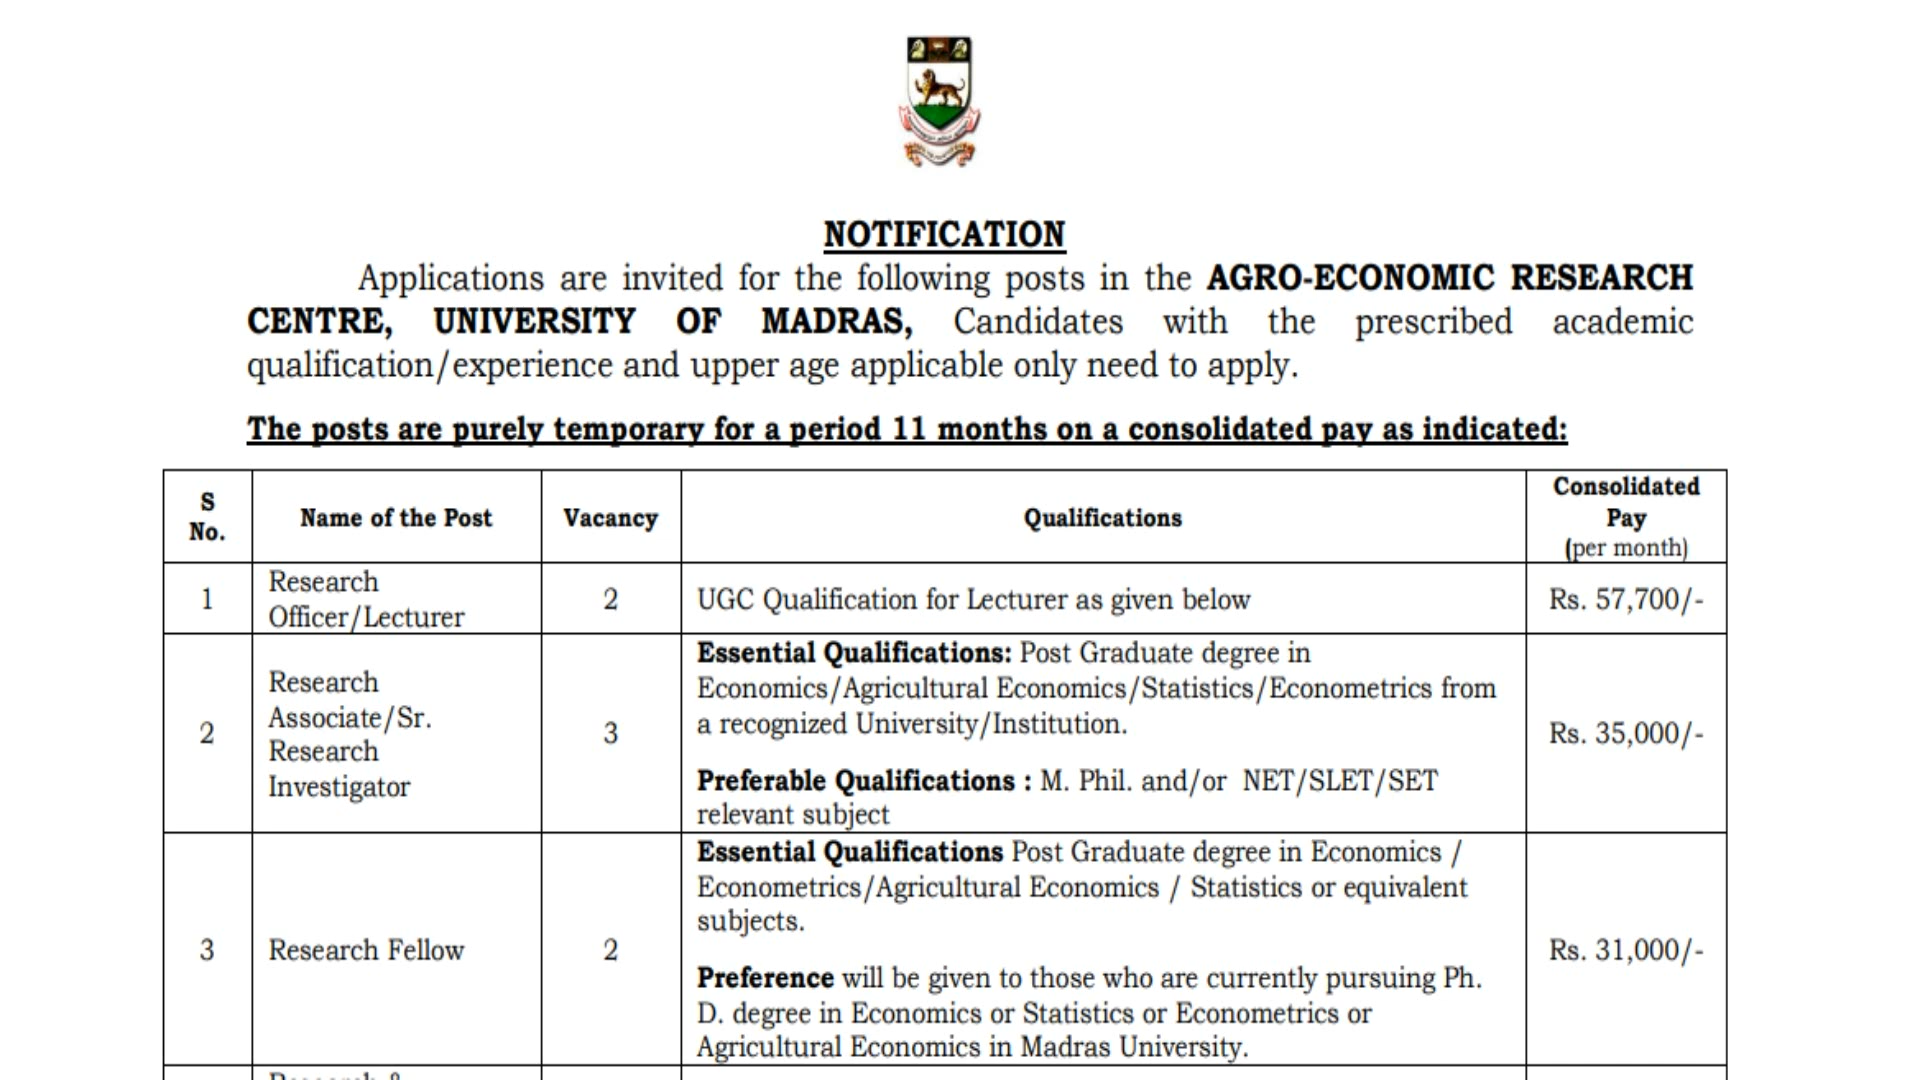 NOTIFICATION
Applications are invited for the following posts in the AGRO-ECONOMIC RESEARCH
CENTRE, UNIVERSITY OF MADRAS, Candidates with the prescribed academic
qualification/experience and upper age applicable only need to apply.
The posts are purely temporary for a period 11 months on a consolidated pay as indicated:
S No.
Name of the Post
Vacancy
Qualifications
Consolidated
Pay
(per month)
1
Research
Officer/Lecturer
2
UGC Qualification for Lecturer as given below
Rs. 57,700/-
2
Research
Associate/Sr.
Research
Investigator
3
Essential Qualifications: Post Graduate degree in
Economics/Agricultural Economics/Statistics/Econometrics from
a recognized University/Institution.
Preferable Qualifications : M. Phil. and/or NET/SLET/SET
relevant subject
Rs. 35,000/-
3
Research Fellow
2
Essential Qualifications Post Graduate degree in Economics /
Econometrics/Agricultural Economics / Statistics or equivalent
subjects.
Preference will be given to those who are currently pursuing Ph.
D. degree in Economics or Statistics or Econometrics or
Agricultural Economics in Madras University.
Rs. 31,000/-
Research &